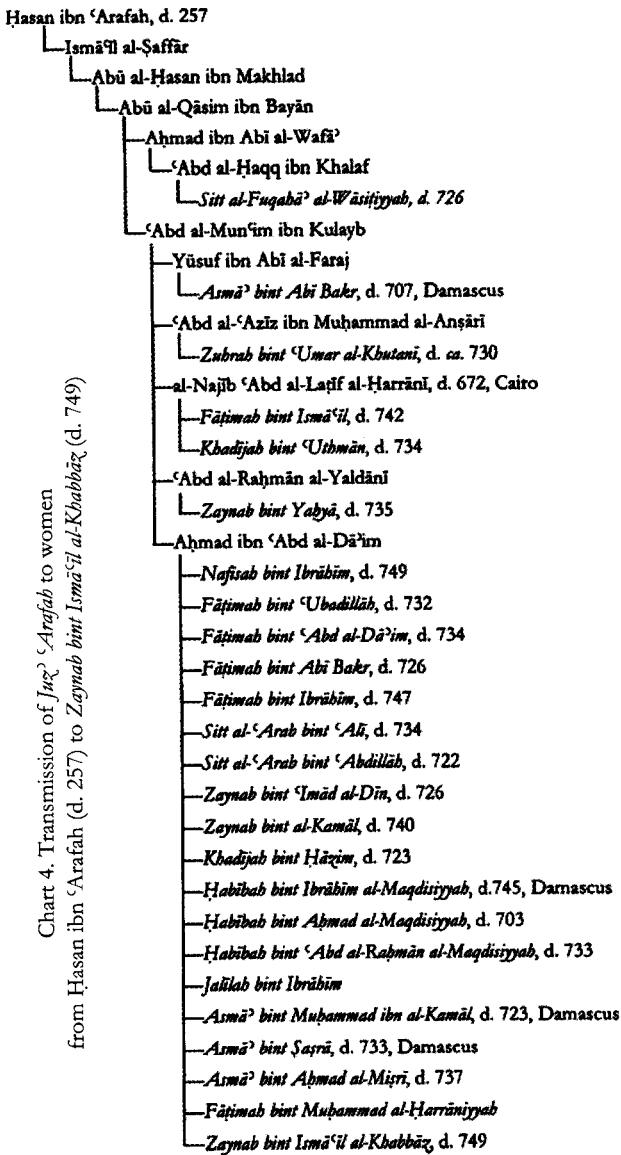 Ḥasan ibn ʿArafah, d. 257
Ismāʿīl al-Ṣaffār
Abū al-Ḥasan ibn Makhlad
Abū al-Qāsim ibn Bayān
Aḥmad ibn Abī al-Wafāʾ
ʿAbd al-Ḥaqq ibn Khalaf
Sitt al-Fuqahāʾ al-Wāsiṭiyyah, d. 726
ʿAbd al-Munʿim ibn Kulayb
Yūsuf ibn Abī al-Faraj
Asmāʾ bint Abī Bakr, d. 707, Damascus
ʿAbd al-ʿAzīz ibn Muḥammad al-Anṣārī
Zuhrah bint ʿUmar al-Khutanī, d. ca. 730
al-Najīb ʿAbd al-Laṭīf al-Ḥarrānī, d. 672, Cairo
Fāṭimah bint Ismāʿīl, d. 742
Khadījah bint ʿUthmān, d. 734
ʿAbd al-Raḥmān al-Yaldānī
Zaynab bint Yaḥyā, d. 735
Aḥmad ibn ʿAbd al-Dāʾim
Nafīsah bint Ibrāhīm, d. 749
Fāṭimah bint ʿUbadillāh, d. 732
Fāṭimah bint ʿAbd al-Dāʾim, d. 734
Fāṭimah bint Abī Bakr, d. 726
Fāṭimah bint Ibrāhīm, d. 747
Sitt al-ʿArab bint ʿAlī, d. 734
Sitt al-ʿArab bint ʿAbdillāh, d. 722
Zaynab bint ʿImād al-Dīn, d. 726
Zaynab bint al-Kamāl, d. 740
Khadījah bint Ḥāzim, d. 723
Ḥabībah bint Ibrāhīm al-Maqdisiyyah, d.745, Damascus
Ḥabībah bint Aḥmad al-Maqdisiyyah, d. 703
Ḥabībah bint ʿAbd al-Raḥmān al-Maqdisiyyah, d. 733
Jalīlah bint Ibrāhīm
Asmāʾ bint Muḥammad ibn al-Kamāl, d. 723, Damascus
Asmāʾ bint Ṣaṣrā, d. 733, Damascus
Asmāʾ bint Aḥmad al-Miṣrī, d. 737
Fāṭimah bint Muḥammad al-Ḥarrāniyyah
Zaynab bint Ismāʿīl al-Khabbāz, d. 749
Chart 4. Transmission of Juzʾ ʿArafah to women
from Ḥasan ibn ʿArafah (d. 257) to Zaynab bint Ismāʿīl al-Khabbāz (d. 749)